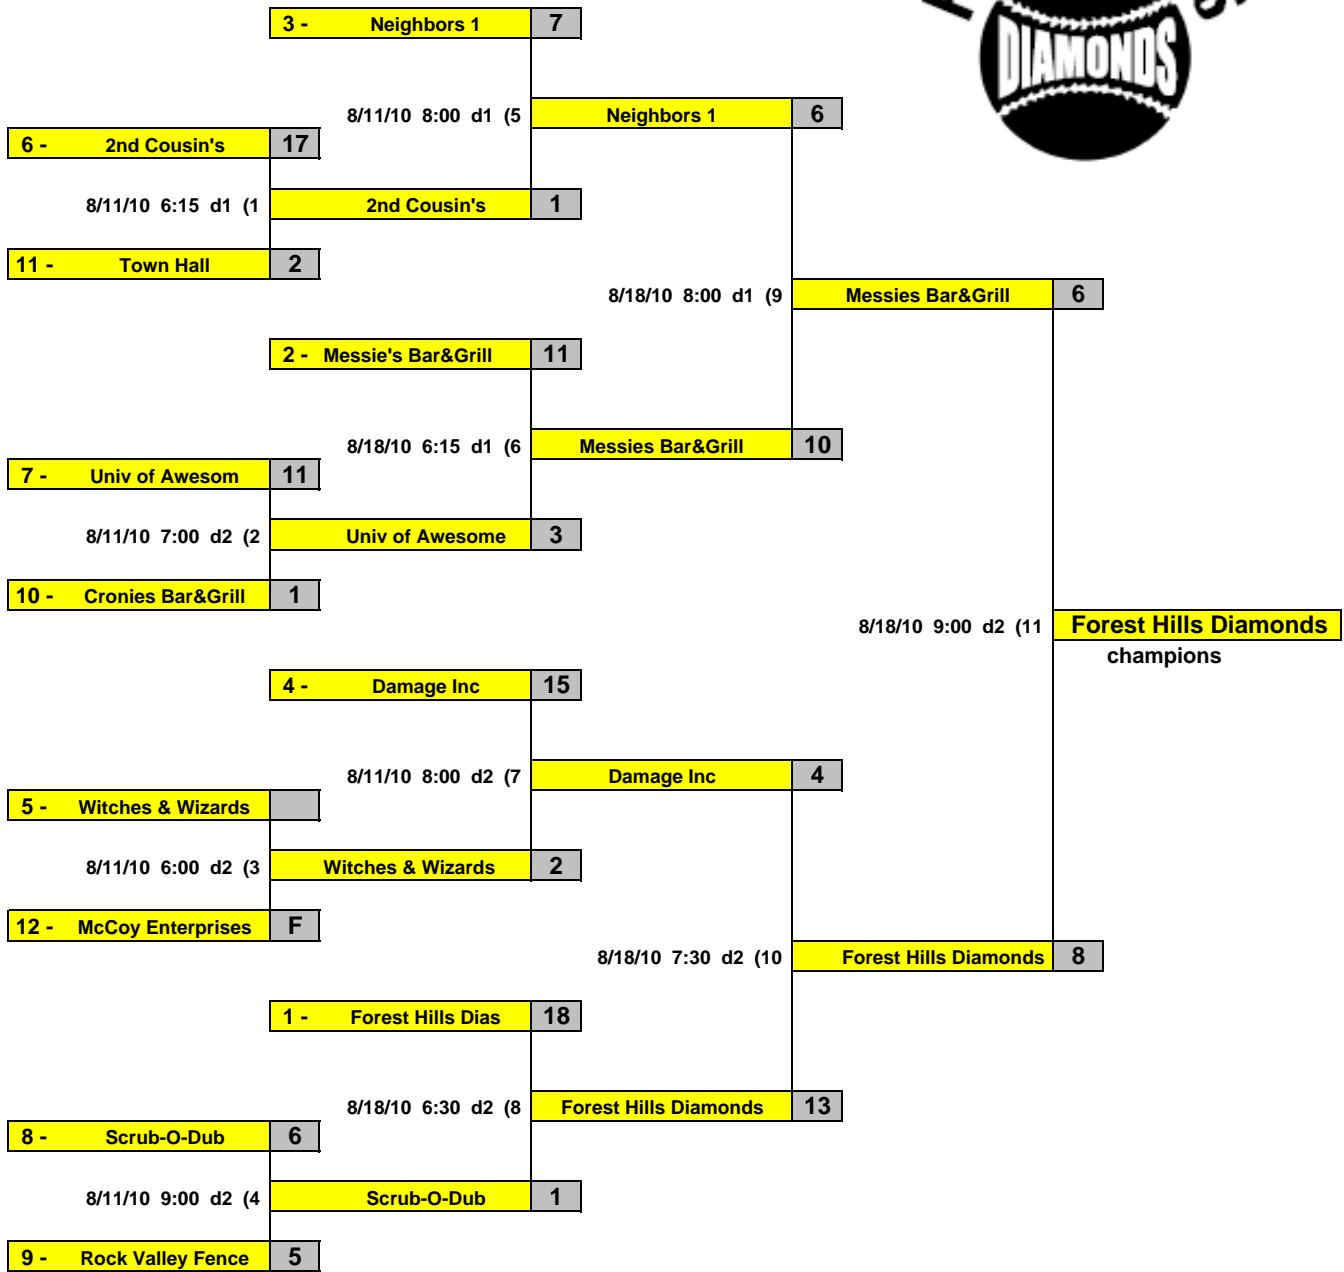 3 - Neighbors 1 7
DIAMONDS
8/11/10 8:00 d1 (5 Neighbors 1 6
6 - 2nd Cousin's 17
8/11/10 6:15 d1 (1 2nd Cousin's 1
11 - Town Hall 2
8/18/10 8:00 d1 (9 Messies Bar&Grill 6
2 - Messie's Bar&Grill 11
8/18/10 6:15 d1 (6 Messies Bar&Grill 10
7 - Univ of Awesom 11
8/11/10 7:00 d2 (2 Univ of Awesome 3
10 - Cronies Bar&Grill 1
8/18/10 9:00 d2 (11 Forest Hills Diamonds
champions
4 - Damage Inc 15
8/11/10 8:00 d2 (7 Damage Inc 4
5 - Witches & Wizards
8/11/10 6:00 d2 (3 Witches & Wizards 2
12 - McCoy Enterprises F
8/18/10 7:30 d2 (10 Forest Hills Diamonds 8
1 - Forest Hills Dias 18
8/18/10 6:30 d2 (8 Forest Hills Diamonds 13
8 - Scrub-O-Dub 6
8/11/10 9:00 d2 (4 Scrub-O-Dub 1
9 - Rock Valley Fence 5